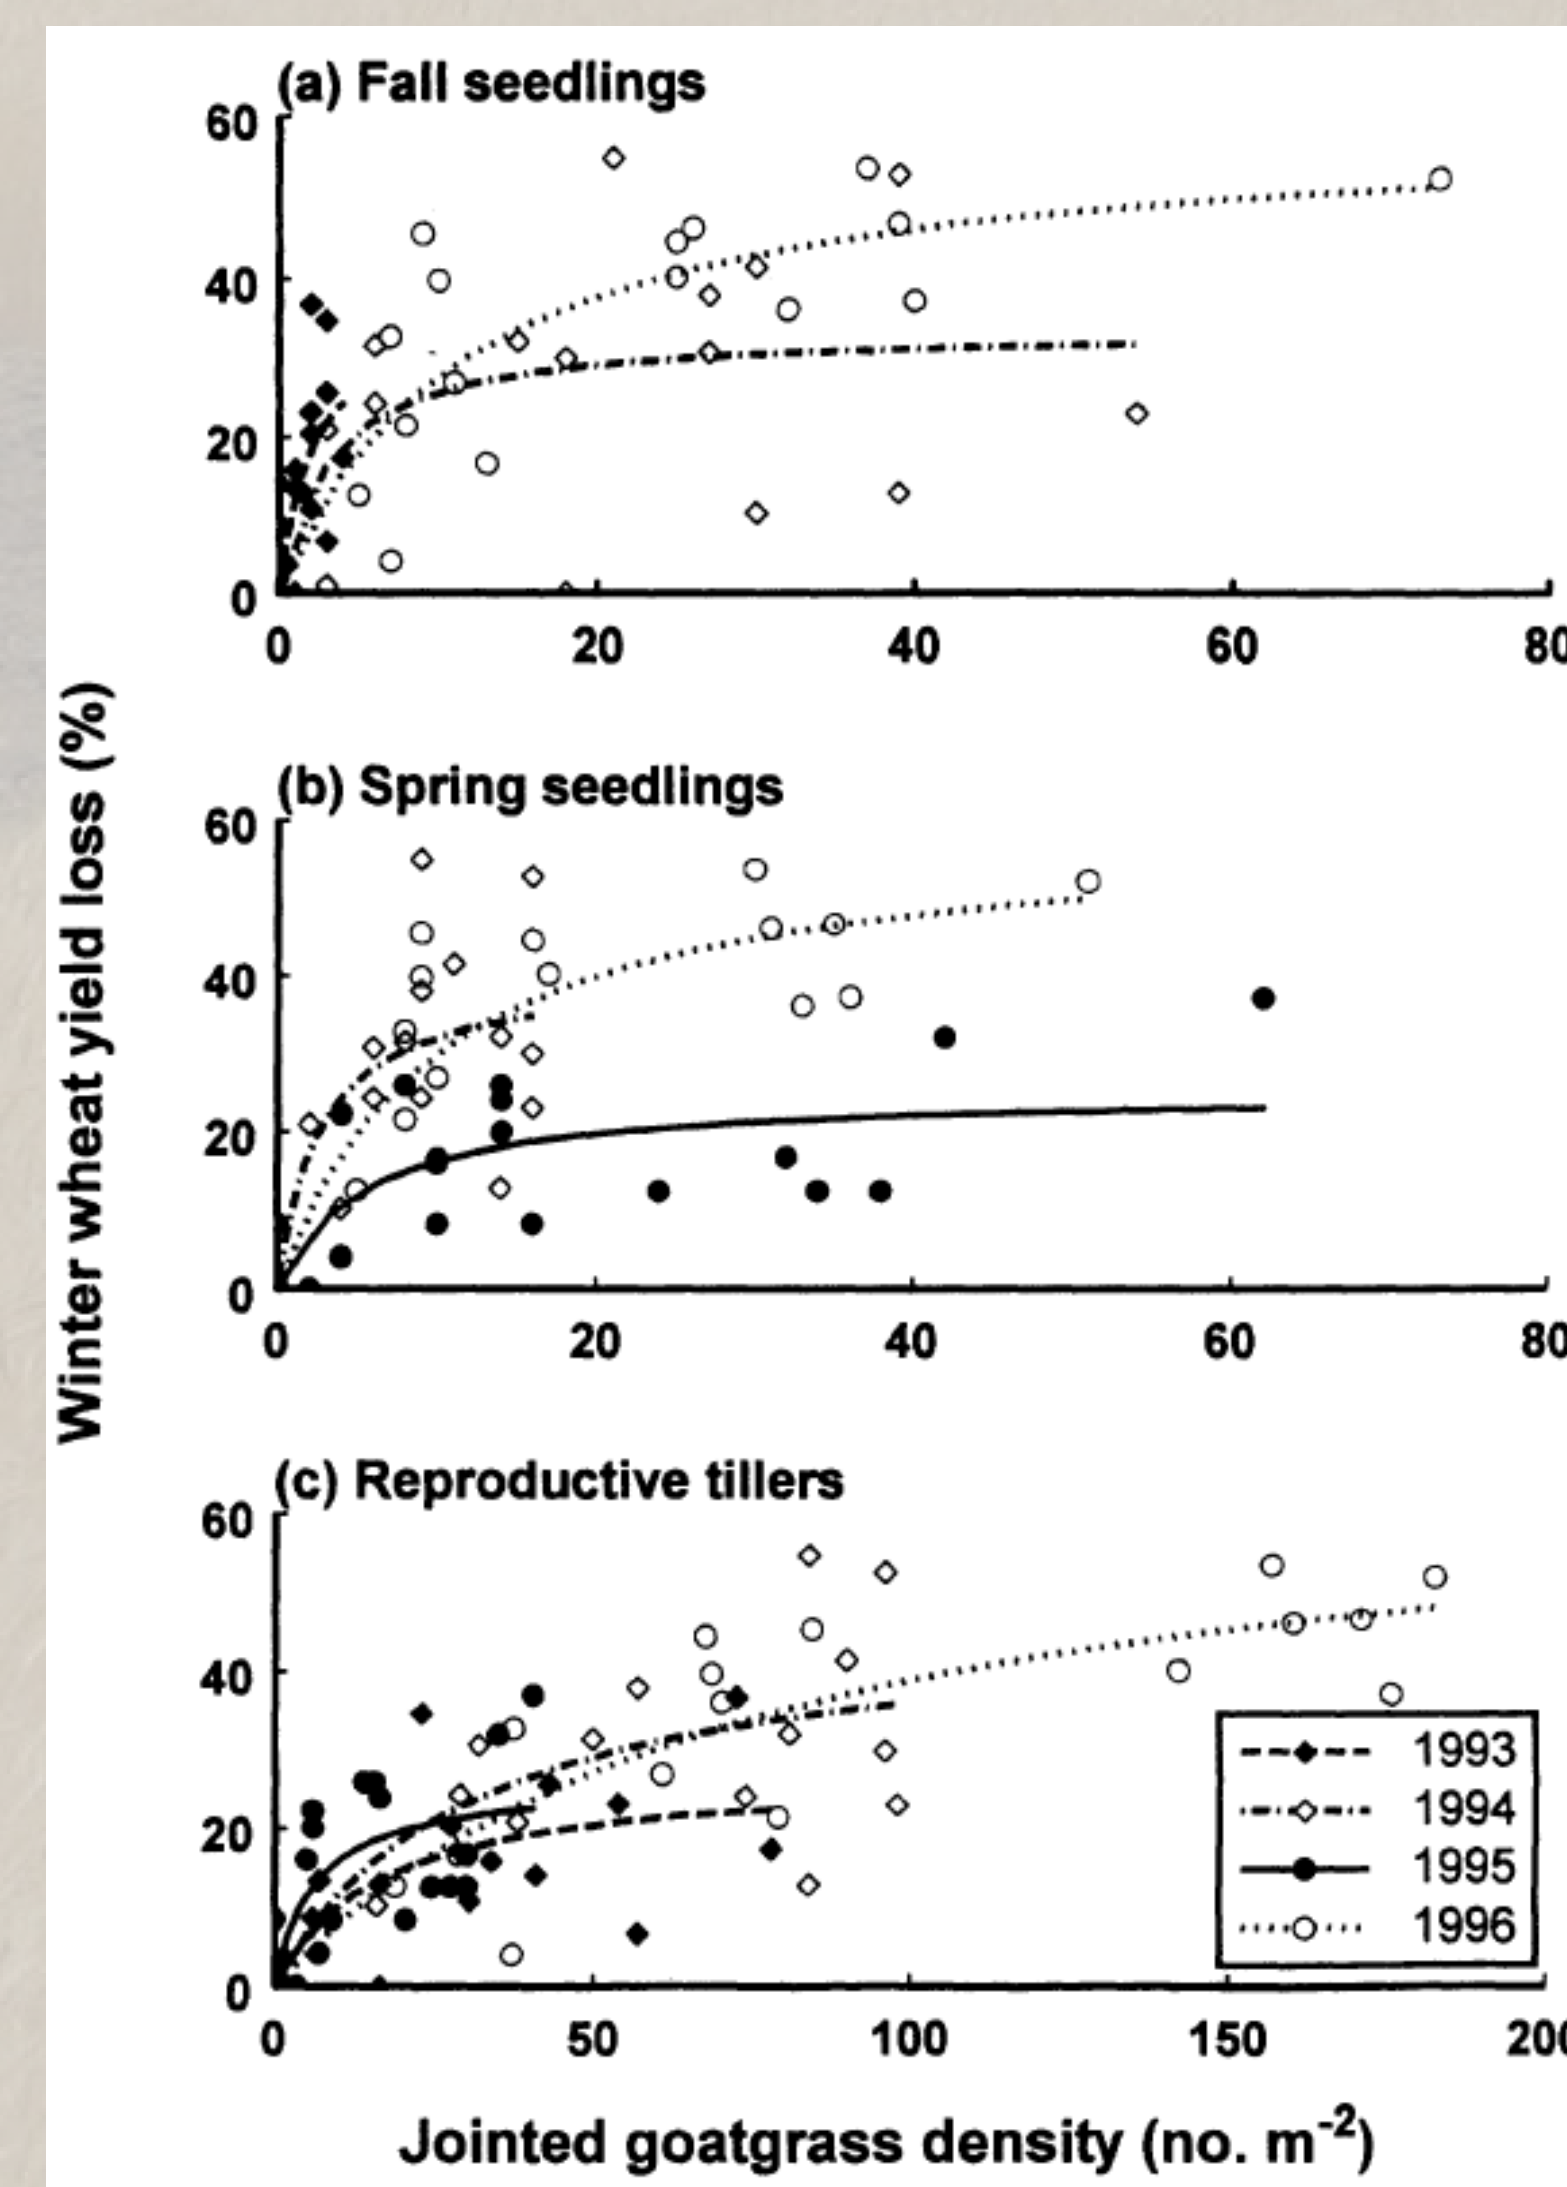 (a) Fall seedlings
60
40
20
0
0 20 40 60 80
(b) Spring seedlings
60
40
20
0
0 20 40 60 80
Winter wheat yield loss (%)
(c) Reproductive tillers
60
40
20
0
0 50 100 150 200
1993
1994
1995
1996
Jointed goatgrass density (no. m⁻²)